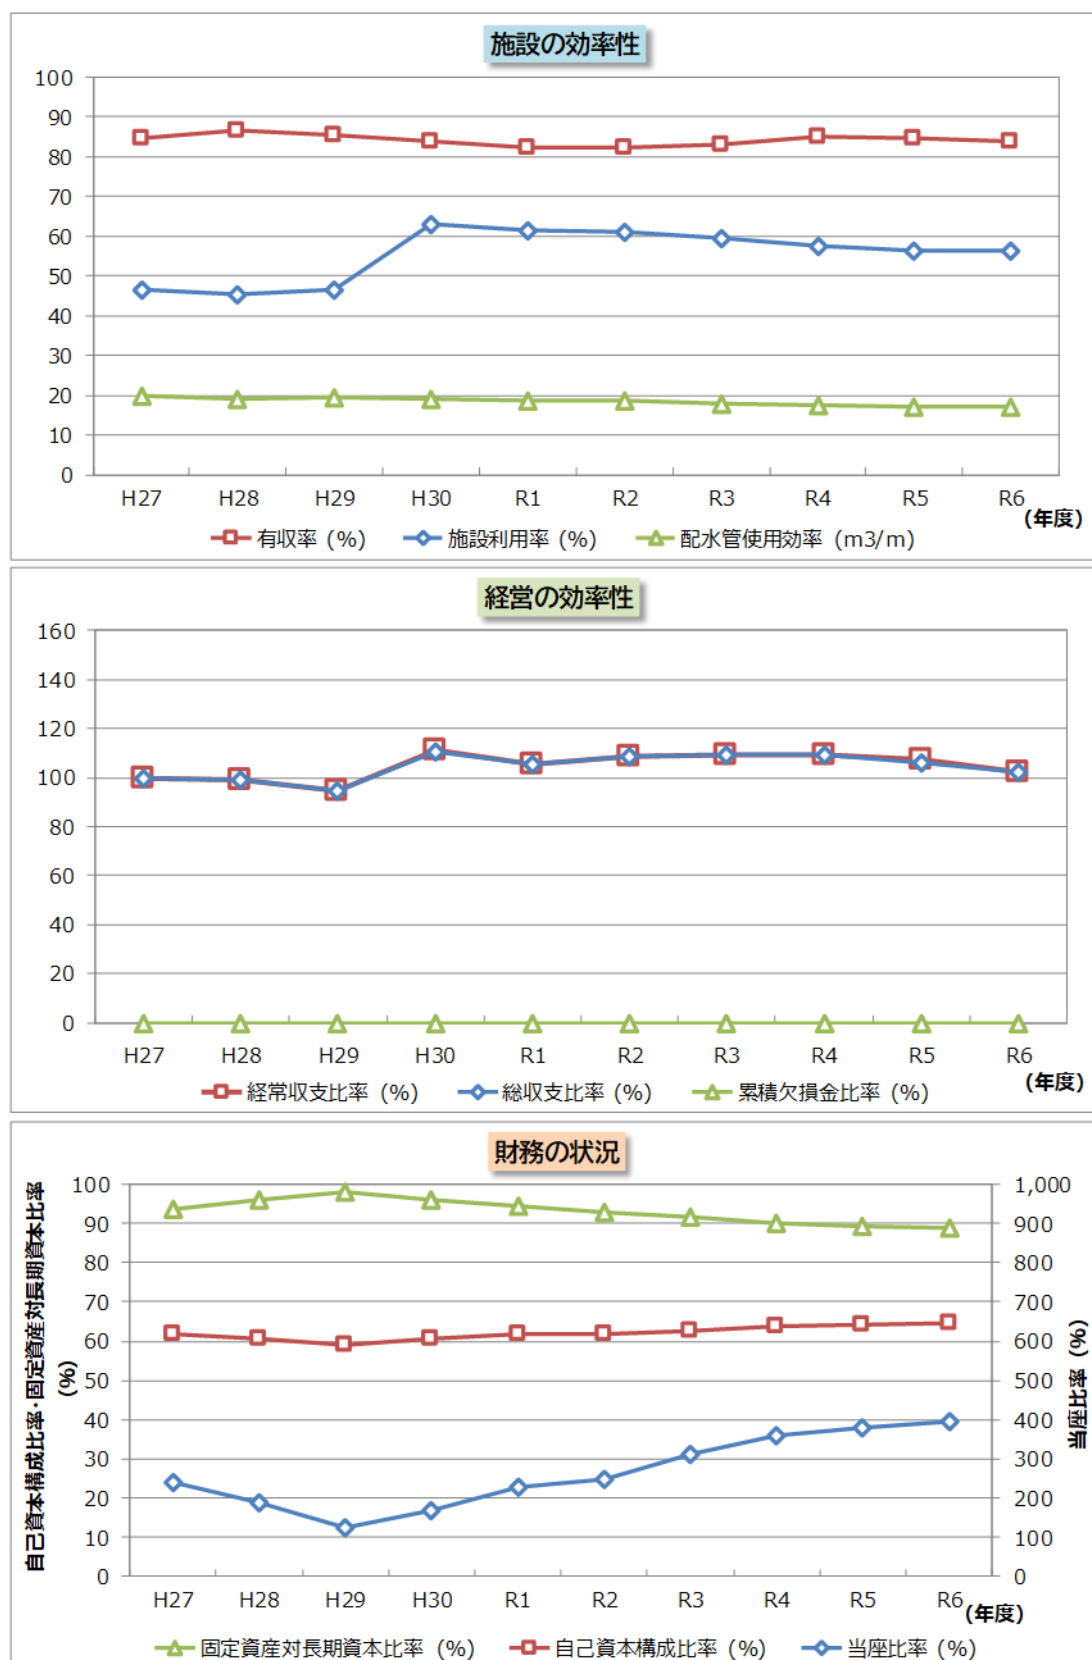 施設の効率性
100
90
80
70
60
50
40
30
20
10
0
H27 H28 H29 H30 R1 R2 R3 R4 R5 R6
(年度)
有収率 (%) 施設利用率 (%) 配水管使用効率 (m3/m)
経営の効率性
160
140
120
100
80
60
40
20
0
H27 H28 H29 H30 R1 R2 R3 R4 R5 R6
(年度)
経常収支比率 (%) 総収支比率 (%) 累積欠損金比率 (%)
財務の状況
自己資本構成比率・固定資産対長期資本比率
(%)
100 1,000
90 900
80 800
70 700
60 600
50 500
40 400
30 300
20 200
10 100
0 0
当座比率 (%)
H27 H28 H29 H30 R1 R2 R3 R4 R5 R6
(年度)
固定資産対長期資本比率 (%) 自己資本構成比率 (%) 当座比率 (%)